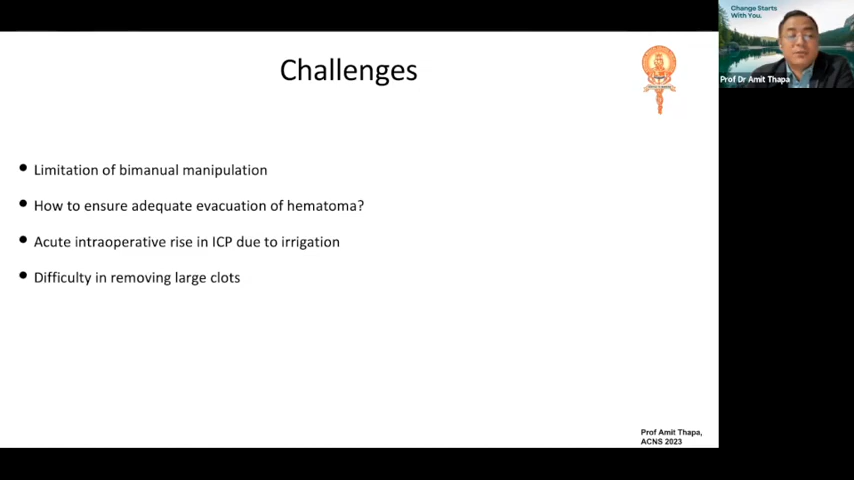 Challenges
Limitation of bimanual manipulation
How to ensure adequate evacuation of hematoma?
Acute intraoperative rise in ICP due to irrigation
Difficulty in removing large clots
Prof Amit Thapa,
ACNS 2023
Change Starts
With You.
Prof Dr Amit Thapa